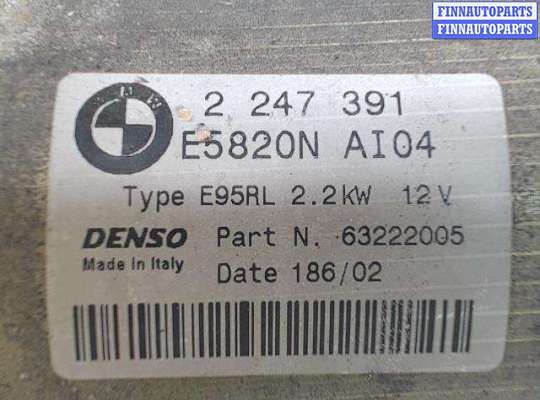 FINNAUTOPARTS
FINNAUTOPARTS
BMW
2 247 391
E5820N AI04
Type E95RL 2.2kW 12V
DENSO Part N. 63222005
Made in Italy
Date 186/02